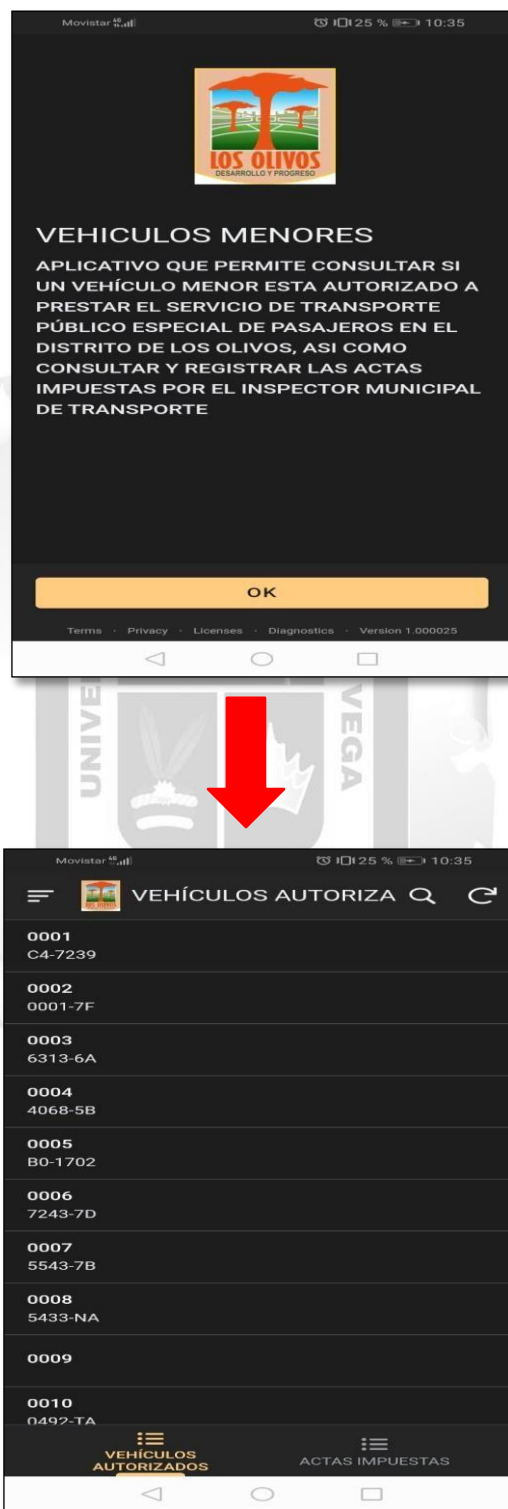 Movistar 25 % 10:35
LOS OLIVOS
DESARROLLO Y PROGRESO
VEHICULOS MENORES
APLICATIVO QUE PERMITE CONSULTAR SI
UN VEHÍCULO MENOR ESTA AUTORIZADO A
PRESTAR EL SERVICIO DE TRANSPORTE
PÚBLICO ESPECIAL DE PASAJEROS EN EL
DISTRITO DE LOS OLIVOS, ASI COMO
CONSULTAR Y REGISTRAR LAS ACTAS
IMPUESTAS POR EL INSPECTOR MUNICIPAL
DE TRANSPORTE
OK
Terms · Privacy · Licenses · Diagnostics · Version 1.000025
UNIVE
VEGA
Movistar 25 % 10:35
VEHÍCULOS AUTORIZA
0001
C4-7239
0002
0001-7F
0003
6313-6A
0004
4068-5B
0005
B0-1702
0006
7243-7D
0007
5543-7B
0008
5433-NA
0009
0010
0492-TA
VEHÍCULOS
AUTORIZADOS
ACTAS IMPUESTAS